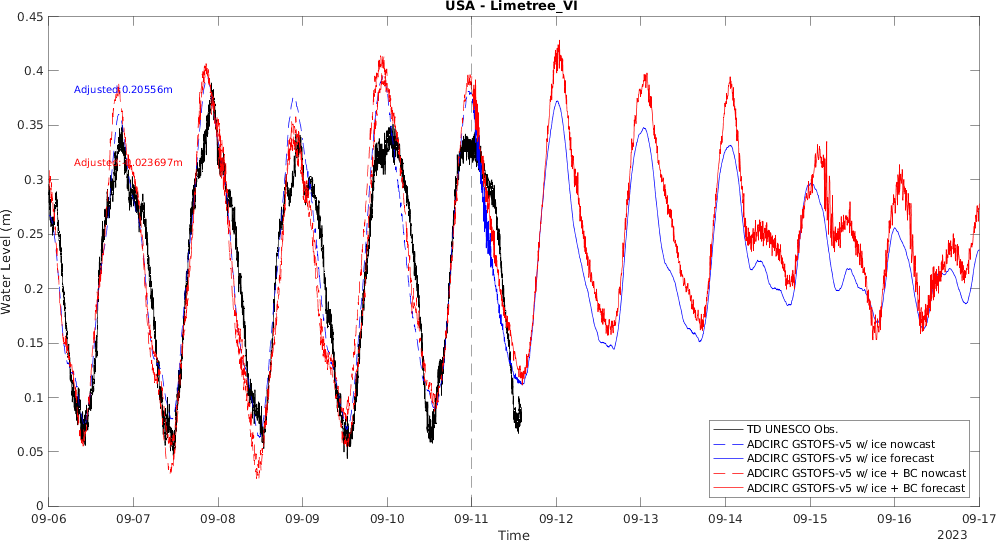 USA - Limetree_VI
0.45
0.4
0.35
0.3
0.25
0.2
0.15
0.1
0.05
0
Water Level (m)
Adjusted:0.20556m
09-06
09-07
09-08
09-09
09-10
09-11
09-12
09-13
09-14
09-15
09-16
09-17
Time
2023
TD UNESCO Obs.
ADCIRC GSTOFS-v5 w/ ice nowcast
ADCIRC GSTOFS-v5 w/ ice forecast
ADCIRC GSTOFS-v5 w/ ice + BC nowcast
ADCIRC GSTOFS-v5 w/ ice + BC forecast